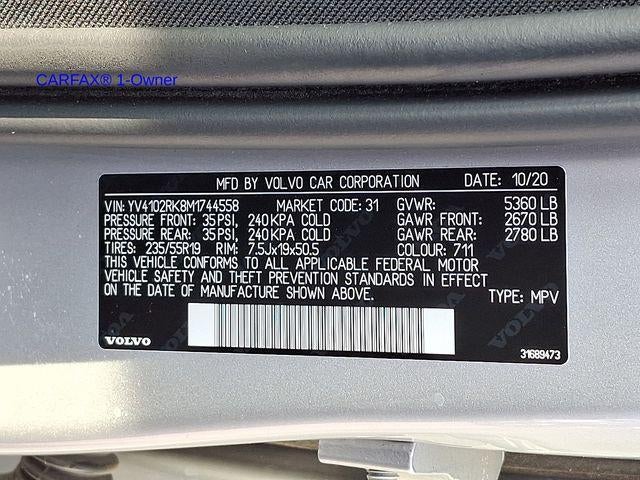 CARFAX® 1-Owner
MFD BY VOLVO CAR CORPORATION DATE: 10/20
VIN: YV4102RK8M1744558 MARKET CODE: 31 GVWR: 5360 LB
PRESSURE FRONT: 35PSI, 240KPA COLD GAWR FRONT: 2670 LB
PRESSURE REAR: 35 PSI, 240KPA COLD GAWR REAR: 2780 LB
TIRES: 235/55R19 RIM: 7.5Jx19x50.5 COLOUR: 711
THIS VEHICLE CONFORMS TO ALL APPLICABLE FEDERAL MOTOR
VEHICLE SAFETY AND THEFT PREVENTION STANDARDS IN EFFECT
ON THE DATE OF MANUFACTURE SHOWN ABOVE. TYPE: MPV
VOLVO 31689473